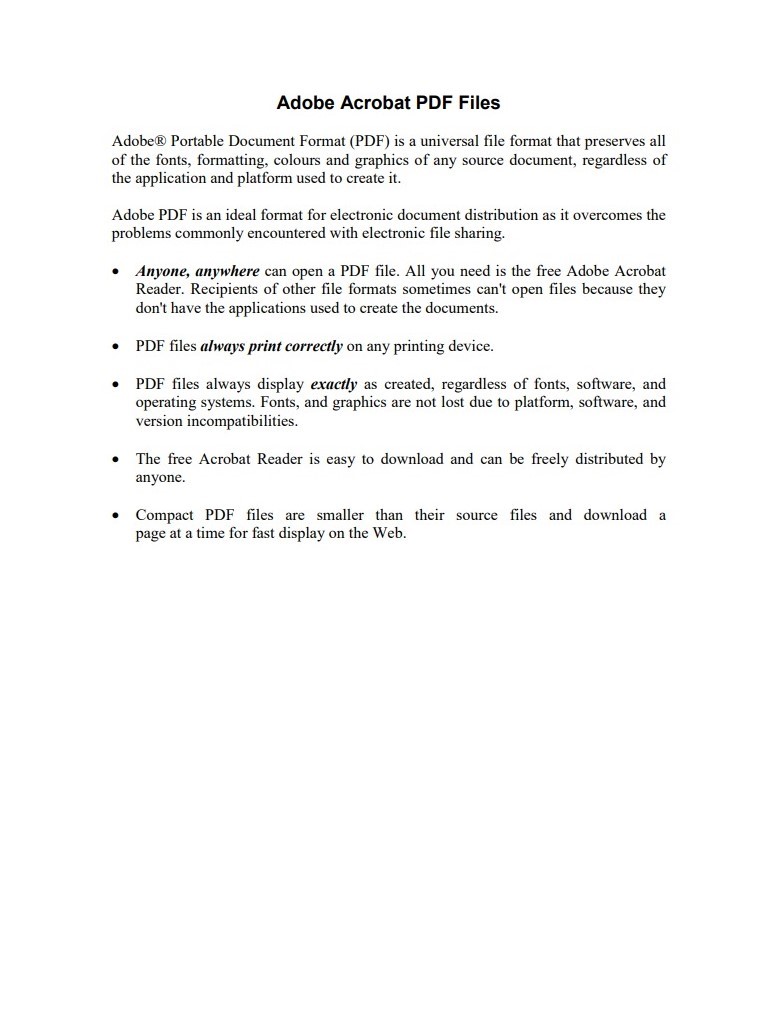 Adobe Acrobat PDF Files
Adobe® Portable Document Format (PDF) is a universal file format that preserves all
of the fonts, formatting, colours and graphics of any source document, regardless of
the application and platform used to create it.
Adobe PDF is an ideal format for electronic document distribution as it overcomes the
problems commonly encountered with electronic file sharing.
• Anyone, anywhere can open a PDF file. All you need is the free Adobe Acrobat
Reader. Recipients of other file formats sometimes can't open files because they
don't have the applications used to create the documents.
• PDF files always print correctly on any printing device.
• PDF files always display exactly as created, regardless of fonts, software, and
operating systems. Fonts, and graphics are not lost due to platform, software, and
version incompatibilities.
• The free Acrobat Reader is easy to download and can be freely distributed by
anyone.
• Compact PDF files are smaller than their source files and download a
page at a time for fast display on the Web.